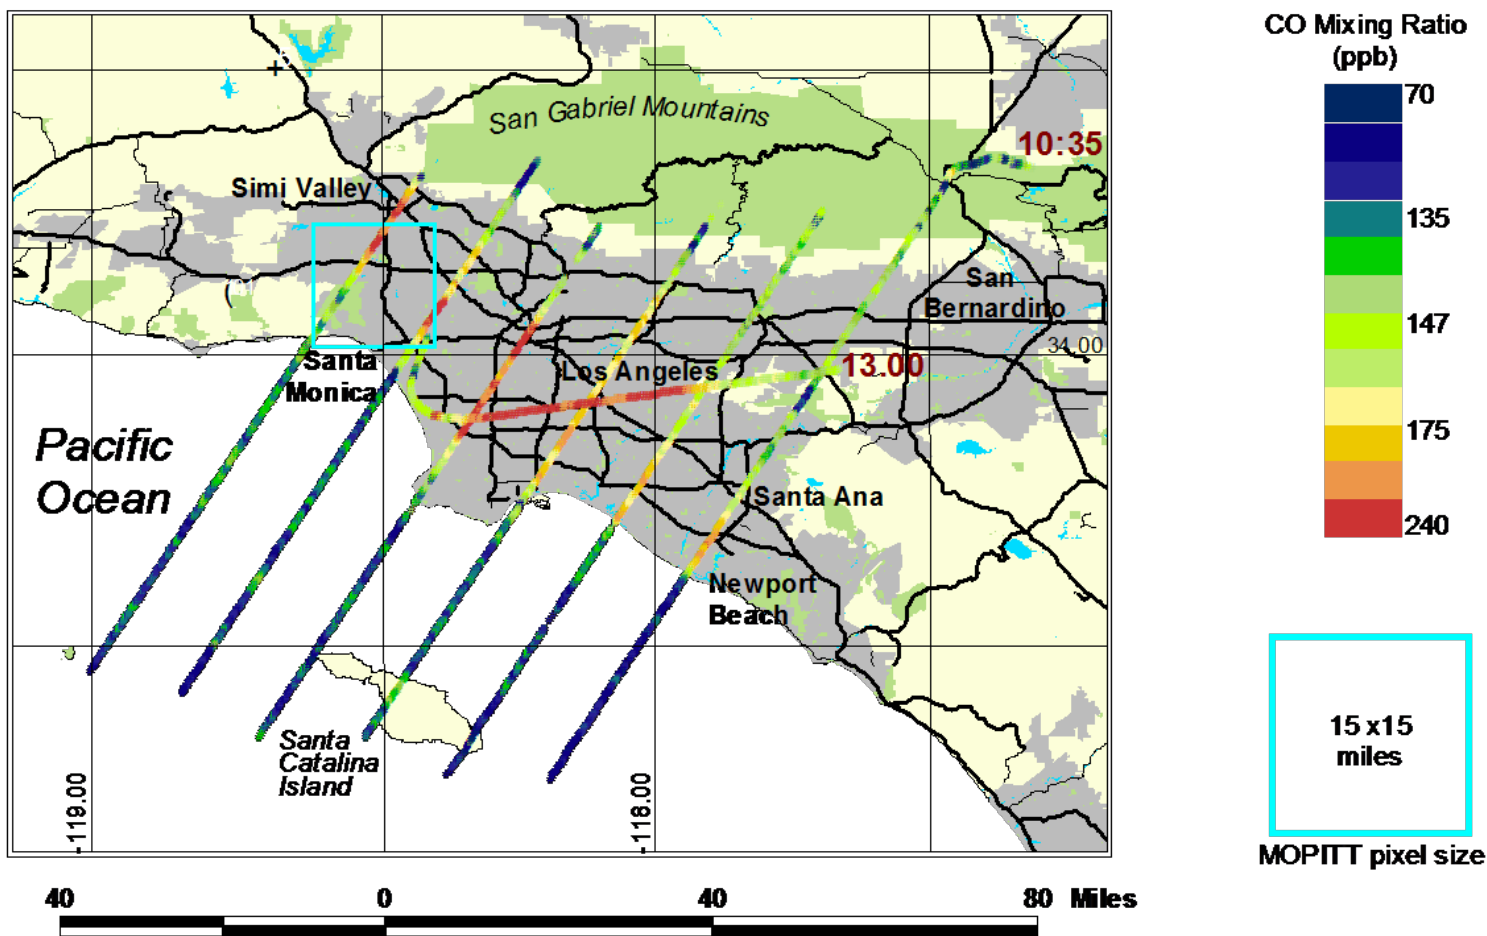 CO Mixing Ratio
(ppb)
70
135
147
175
240
San Gabriel Mountains
10:35
Simi Valley
San
Bernardino
34.00
Santa
Monica
Los Angeles
13.00
Pacific
Ocean
Santa Ana
Newport
Beach
Santa
Catalina
Island
-119.00
-118.00
15 x15
miles
MOPITT pixel size
40
0
40
80 Miles